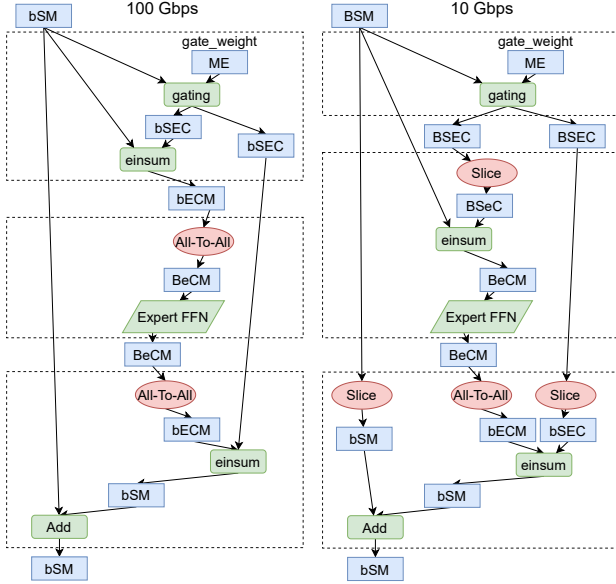 100 Gbps
bSM
gate_weight
ME
gating
bSEC
bSEC
einsum
bECM
All-To-All
BeCM
Expert FFN
BeCM
All-To-All
bECM
einsum
bSM
Add
bSM
10 Gbps
BSM
gate_weight
ME
gating
BSEC
BSEC
Slice
BSeC
einsum
BeCM
Expert FFN
BeCM
Slice
All-To-All
Slice
bSM
bECM
bSEC
einsum
bSM
Add
bSM